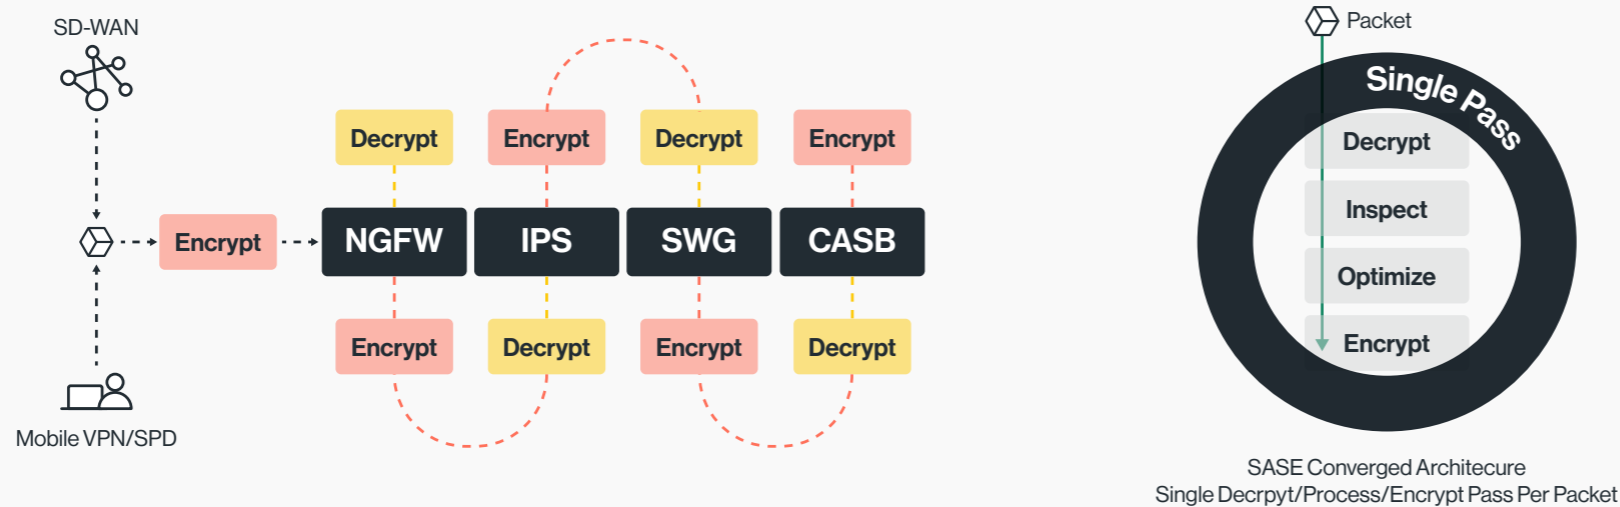 SD-WAN
Mobile VPN/SPD
Encrypt
Decrypt
Encrypt
Decrypt
Encrypt
NGFW
IPS
SWG
CASB
Encrypt
Decrypt
Encrypt
Decrypt
Packet
Single Pass
Decrypt
Inspect
Optimize
Encrypt
SASE Converged Architecure
Single Decrpyt/Process/Encrypt Pass Per Packet